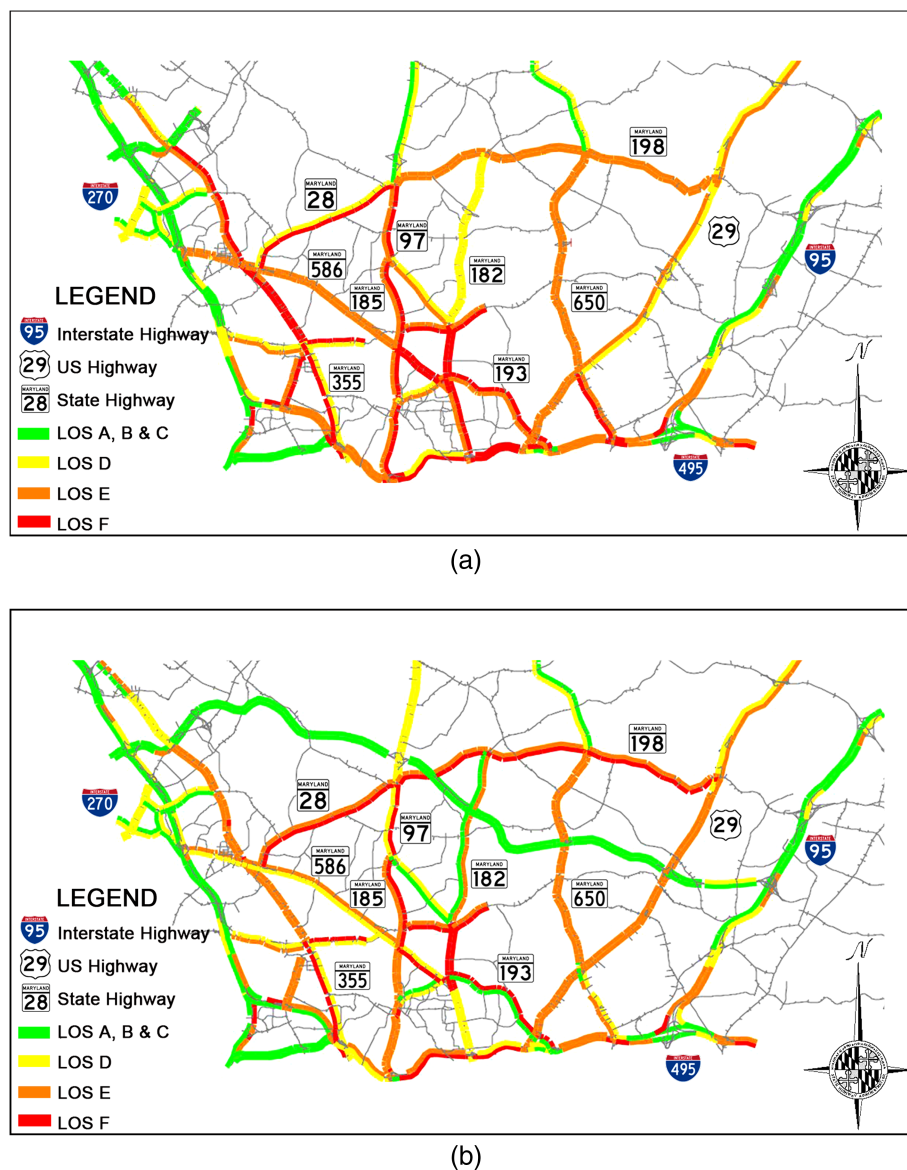 MARYLAND
198
INTERSTATE
270
MARYLAND
28
MARYLAND
97
29
MARYLAND
586
MARYLAND
182
INTERSTATE
95
LEGEND
MARYLAND
185
MARYLAND
650
INTERSTATE
95 Interstate Highway
29 US Highway
MARYLAND
355
MARYLAND
193
N
MARYLAND
28 State Highway
LOS A, B & C
INTERSTATE
495
LOS D
LOS E
LOS F
(a)
MARYLAND
198
INTERSTATE
270
MARYLAND
28
MARYLAND
97
29
MARYLAND
586
MARYLAND
182
INTERSTATE
95
LEGEND
MARYLAND
185
MARYLAND
650
INTERSTATE
95 Interstate Highway
29 US Highway
MARYLAND
355
MARYLAND
193
N
MARYLAND
28 State Highway
LOS A, B & C
INTERSTATE
495
LOS D
LOS E
LOS F
(b)